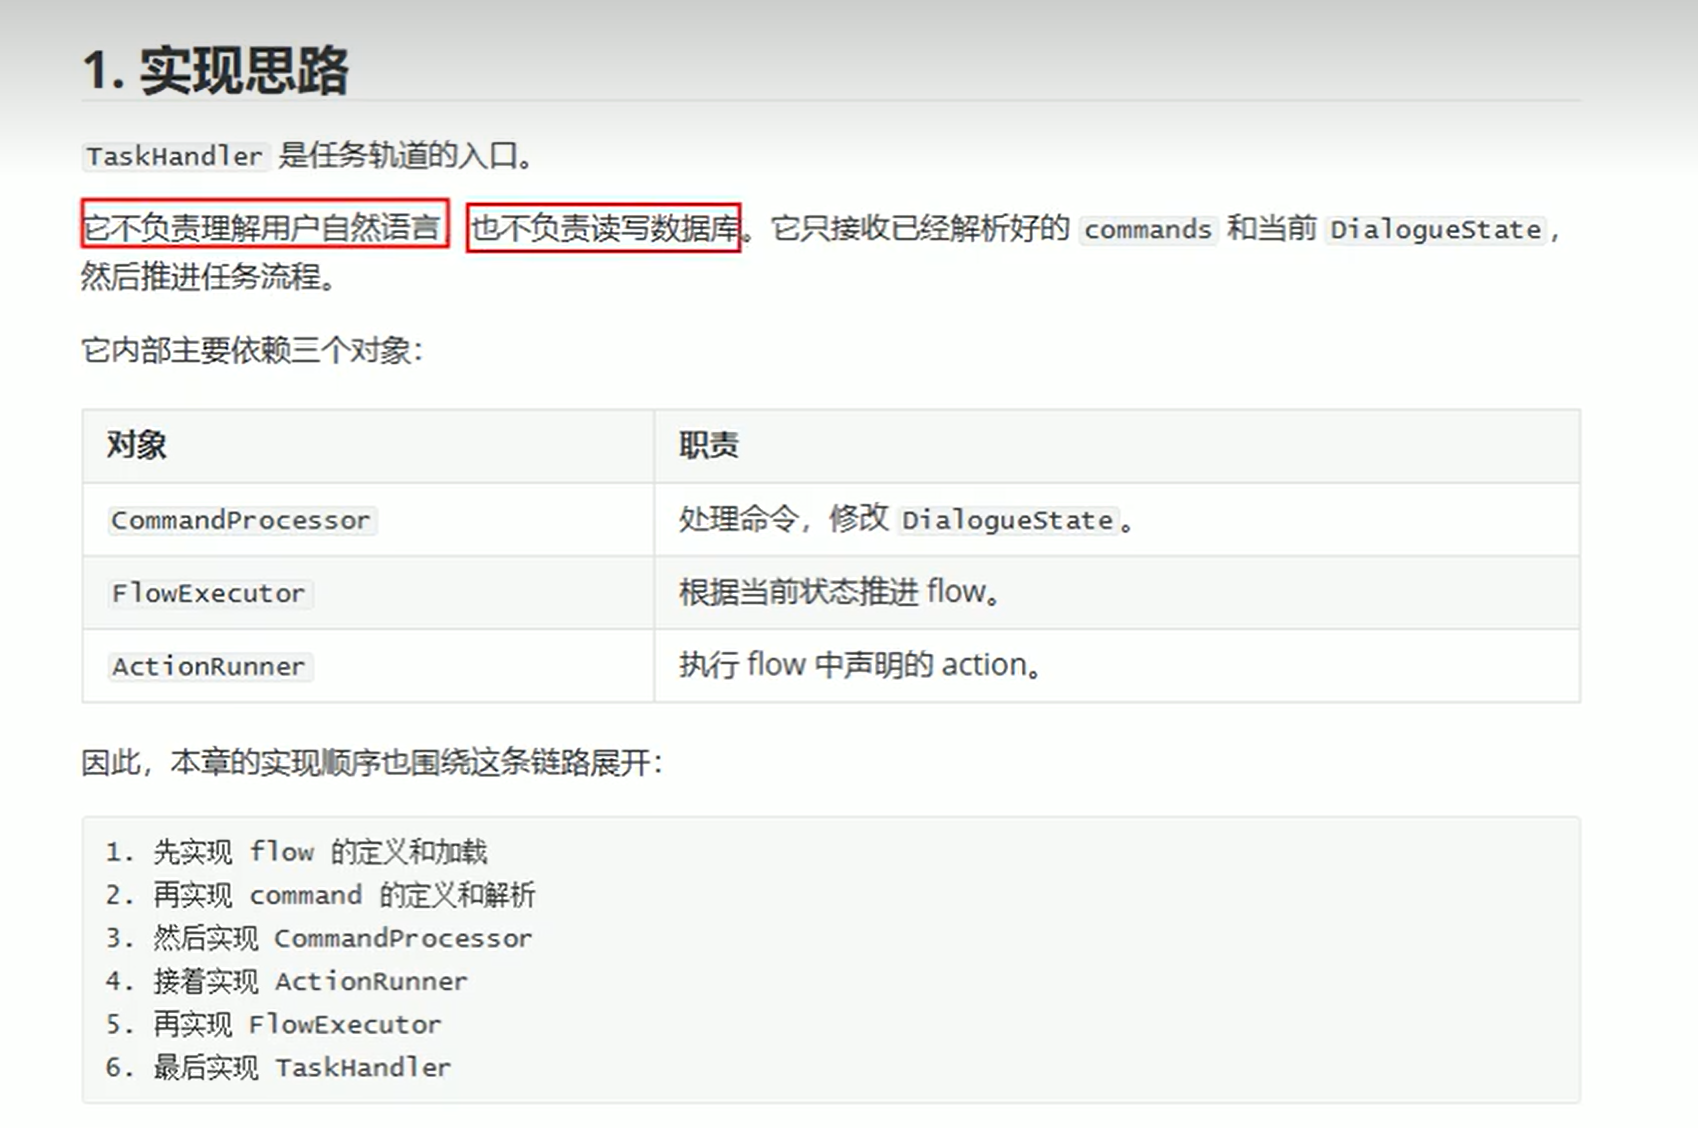 1. 实现思路
TaskHandler 是任务轨道的入口。
它不负责理解用户自然语言，也不负责读写数据库。它只接收已经解析好的 commands 和当前 DialogueState，
然后推进任务流程。
它内部主要依赖三个对象：
对象 职责
CommandProcessor 处理命令，修改 DialogueState。
FlowExecutor 根据当前状态推进 flow。
ActionRunner 执行 flow 中声明的 action。
因此，本章的实现顺序也围绕这条链路展开：
1. 先实现 flow 的定义和加载
2. 再实现 command 的定义和解析
3. 然后实现 CommandProcessor
4. 接着实现 ActionRunner
5. 再实现 FlowExecutor
6. 最后实现 TaskHandler